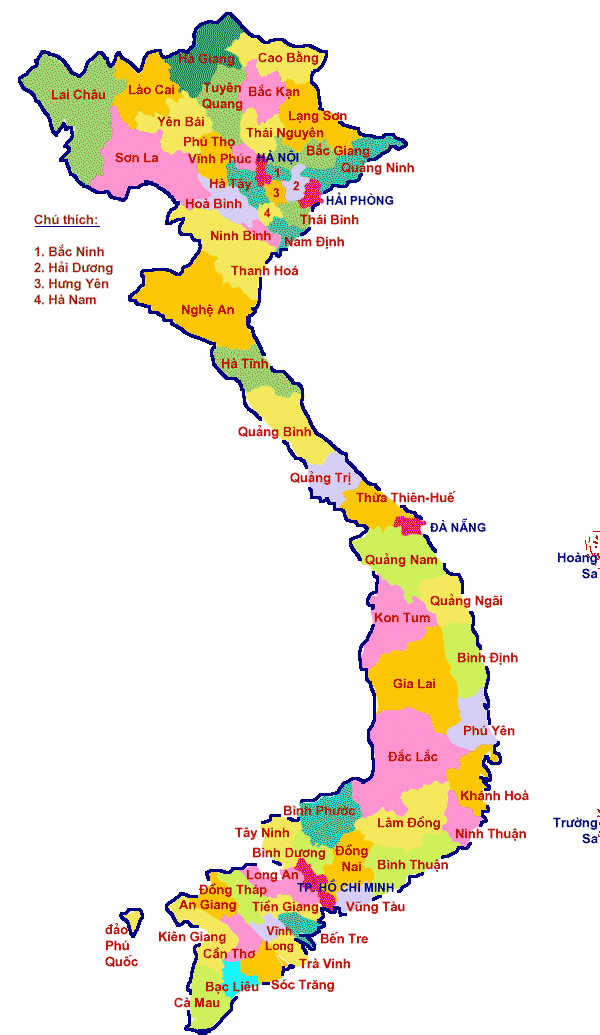 Hà Giang
Cao Bằng
Lai Châu
Lào Cai
Tuyên
Quang
Bắc Kạn
Lạng Sơn
Yên Bái
Thái Nguyên
Phú Thọ
Bắc Giang
Sơn La
Vĩnh Phúc
HÀ NỘI
Quảng Ninh
1
Hà Tây
2
3
Hoà Bình
HẢI PHÒNG
4
Thái Bình
Ninh Bình
Nam Định
Chú thích:
1. Bắc Ninh
2. Hải Dương
3. Hưng Yên
4. Hà Nam
Thanh Hoá
Nghệ An
Hà Tĩnh
Quảng Bình
Quảng Trị
Thừa Thiên-Huế
ĐÀ NẴNG
Quảng Nam
Hoàng
Sa
Quảng Ngãi
Kon Tum
Bình Định
Gia Lai
Phú Yên
Đắc Lắc
Khánh Hoà
Bình Phước
Lâm Đồng
Trường
Sa
Tây Ninh
Ninh Thuận
Bình Dương
Đồng
Nai
Bình Thuận
Long An
TP. HỒ CHÍ MINH
Đồng Tháp
An Giang
Tiền Giang
Vũng Tàu
đảo
Phú
Quốc
Kiên Giang
Vĩnh
Long
Bến Tre
Cần Thơ
Trà Vinh
Bạc Liêu
Sóc Trăng
Cà Mau